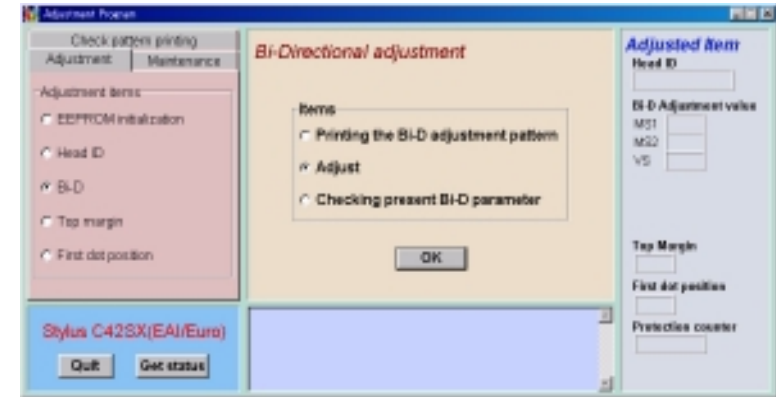 Adjustment Program
Check pattern printing
Adjustment Maintenance
Adjustment items
EEPROM initialization
Head ID
Bi-D
Top margin
First dot position
Bi-Directional adjustment
Items
Printing the Bi-D adjustment pattern
Adjust
Checking present Bi-D parameter
OK
Adjusted Item
Head ID
Bi-D Adjustment value
MS1
MS2
VS
Top Margin
First dot position
Protection counter
Stylus C42SX(EAI/Euro)
Quit Get status